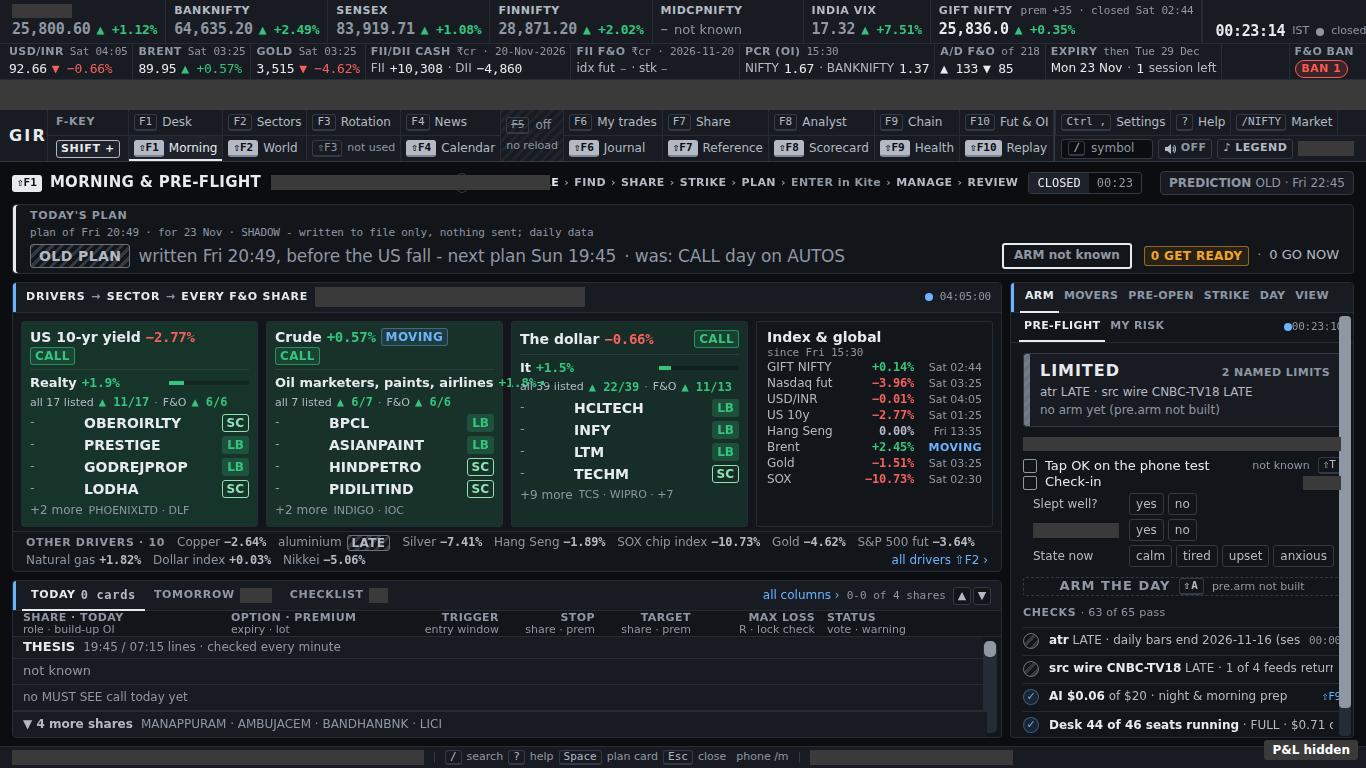 BANKNIFTY SENSEX FINNIFTY MIDCPNIFTY INDIA VIX GIFT NIFTY prem +35 · closed Sat 02:44
25,800.60 ▲ +1.12% 64,635.20 ▲ +2.49% 83,919.71 ▲ +1.08% 28,871.20 ▲ +2.02% – not known 17.32 ▲ +7.51% 25,836.0 ▲ +0.35% 00:23:14 IST ● closed
USD/INR Sat 04:05 BRENT Sat 03:25 GOLD Sat 03:25 FII/DII CASH ₹cr · 20-Nov-2026 FII F&O ₹cr · 2026-11-20 PCR (OI) 15:30 A/D F&O of 218 EXPIRY then Tue 29 Dec F&O BAN
92.66 ▼ −0.66% 89.95 ▲ +0.57% 3,515 ▼ −4.62% FII +10,308 · DII −4,860 idx fut – · stk – NIFTY 1.67 · BANKNIFTY 1.37 ▲ 133 ▼ 85 Mon 23 Nov · 1 session left BAN 1
GIR F-KEY F1 Desk F2 Sectors F3 Rotation F4 News F5 off F6 My trades F7 Share F8 Analyst F9 Chain F10 Fut & OI Ctrl , Settings ? Help /NIFTY Market
SHIFT + ⇧F1 Morning ⇧F2 World ⇧F3 not used ⇧F4 Calendar no reload ⇧F6 Journal ⇧F7 Reference ⇧F8 Scorecard ⇧F9 Health ⇧F10 Replay / symbol OFF ♪ LEGEND
⇧F1 MORNING & PRE-FLIGHT E › FIND › SHARE › STRIKE › PLAN › ENTER in Kite › MANAGE › REVIEW CLOSED 00:23 PREDICTION OLD · Fri 22:45
TODAY'S PLAN
plan of Fri 20:49 · for 23 Nov · SHADOW - written to file only, nothing sent; daily data
OLD PLAN written Fri 20:49, before the US fall - next plan Sun 19:45 · was: CALL day on AUTOS ARM not known 0 GET READY · 0 GO NOW
DRIVERS → SECTOR → EVERY F&O SHARE ● 04:05:00
US 10-yr yield −2.77% CALL
Realty +1.9%
all 17 listed ▲ 11/17 · F&O ▲ 6/6
- OBEROIRLTY SC
- PRESTIGE LB
- GODREJPROP LB
- LODHA SC
+2 more PHOENIXLTD · DLF
Crude +0.57% MOVING CALL
Oil marketers, paints, airlines +1.8%
all 7 listed ▲ 6/7 · F&O ▲ 6/6
- BPCL LB
- ASIANPAINT LB
- HINDPETRO SC
- PIDILITIND SC
+2 more INDIGO · IOC
The dollar −0.66% CALL
It +1.5%
all 39 listed ▲ 22/39 · F&O ▲ 11/13
- HCLTECH LB
- INFY LB
- LTM LB
- TECHM SC
+9 more TCS · WIPRO · +7
Index & global
since Fri 15:30
GIFT NIFTY +0.14% Sat 02:44
Nasdaq fut −3.96% Sat 03:25
USD/INR −0.01% Sat 04:05
US 10y −2.77% Sat 01:25
Hang Seng 0.00% Fri 13:35
Brent +2.45% MOVING
Gold −1.51% Sat 03:25
SOX −10.73% Sat 02:30
OTHER DRIVERS · 10 Copper −2.64% aluminium LATE Silver −7.41% Hang Seng −1.89% SOX chip index −10.73% Gold −4.62% S&P 500 fut −3.64%
Natural gas +1.82% Dollar index +0.03% Nikkei −5.06% all drivers ⇧F2 ›
TODAY 0 cards TOMORROW CHECKLIST all columns › 0-0 of 4 shares ▲ ▼
SHARE · TODAY OPTION · PREMIUM TRIGGER STOP TARGET MAX LOSS STATUS
role · build-up OI expiry · lot entry window share · prem share · prem R · lock check vote · warning
THESIS 19:45 / 07:15 lines · checked every minute
not known
no MUST SEE call today yet
▼ 4 more shares MANAPPURAM · AMBUJACEM · BANDHANBNK · LICI
ARM MOVERS PRE-OPEN STRIKE DAY VIEW
PRE-FLIGHT MY RISK ● 00:23:10
LIMITED 2 NAMED LIMITS
atr LATE · src wire CNBC-TV18 LATE
no arm yet (pre.arm not built)
Tap OK on the phone test not known ⇧T
Check-in
Slept well? yes no
yes no
State now calm tired upset anxious
ARM THE DAY ⇧A pre.arm not built
CHECKS · 63 of 65 pass
atr LATE · daily bars end 2026-11-16 (ses 00:00
src wire CNBC-TV18 LATE · 1 of 4 feeds return
✓ AI $0.06 of $20 · night & morning prep ⇧F9
✓ Desk 44 of 46 seats running · FULL · $0.71
/ search ? help Space plan card Esc close phone /m P&L hidden